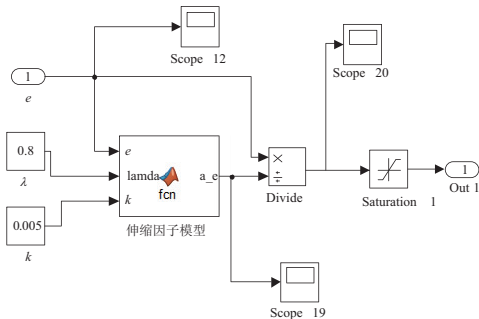 Scope 12
Scope 20
1
e
0.8
λ
0.005
k
e
lamda
k
a_e
fcn
伸缩因子模型
×
÷
Divide
Saturation 1
1
Out 1
Scope 19